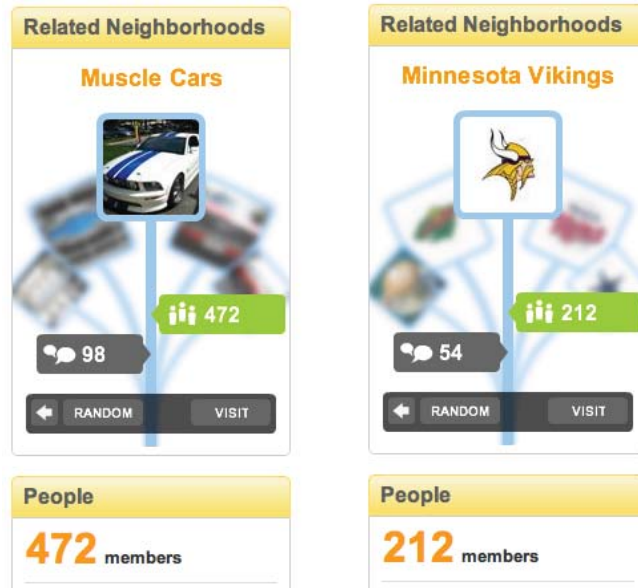 Related Neighborhoods
Muscle Cars
472
98
RANDOM
VISIT
People
472 members
Related Neighborhoods
Minnesota Vikings
212
54
RANDOM
VISIT
People
212 members